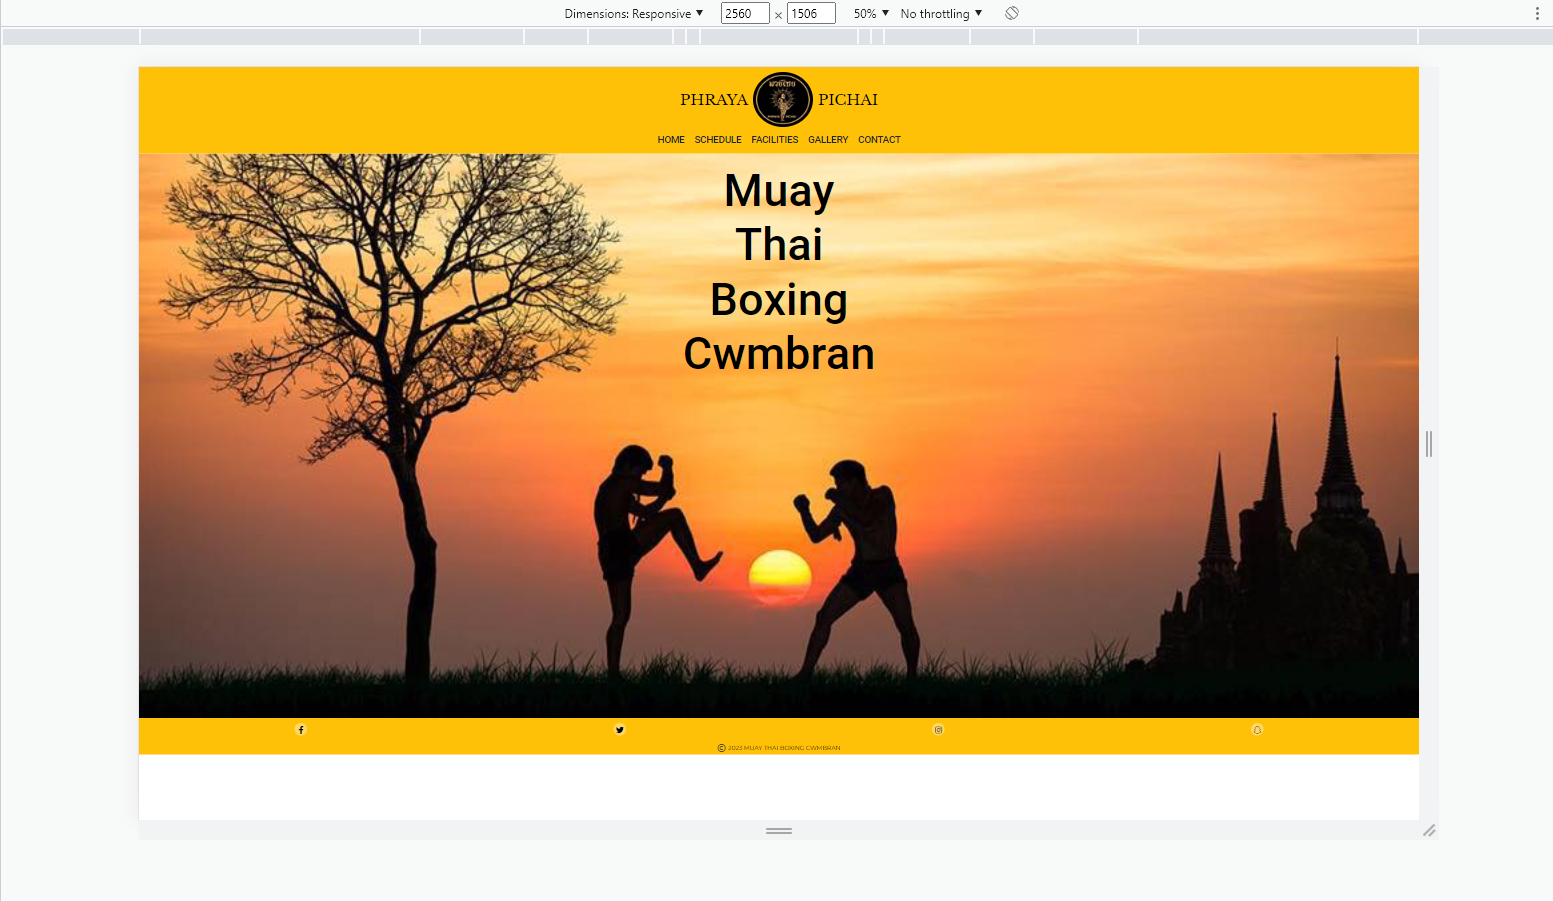 Dimensions: Responsive ▼ 2560 × 1506 50% ▼ No throttling ▼
PHRAYA PICHAI
HOME SCHEDULE FACILITIES GALLERY CONTACT
Muay
Thai
Boxing
Cwmbran
© 2023 MUAY THAI BOXING CWMBRAN